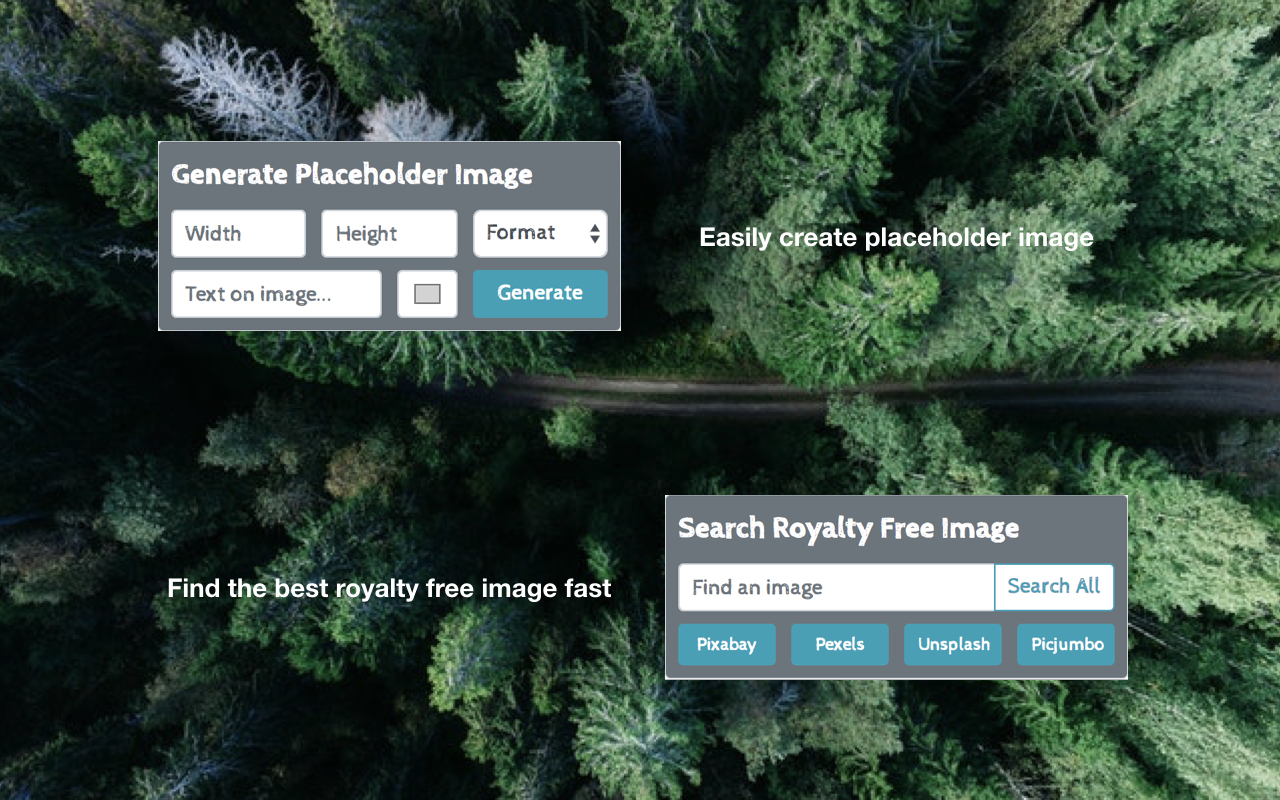 Generate Placeholder Image
Width Height Format
Text on image... Generate
Easily create placeholder image
Find the best royalty free image fast
Search Royalty Free Image
Find an image Search All
Pixabay Pexels Unsplash Picjumbo